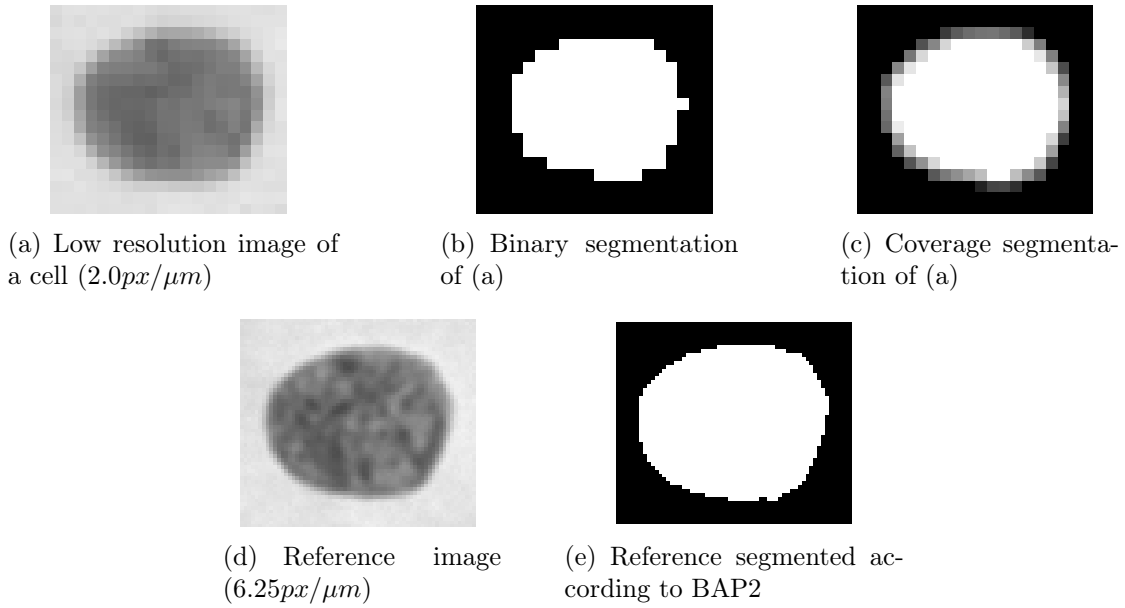 (a) Low resolution image of
a cell (2.0px/μm)
(b) Binary segmentation
of (a)
(c) Coverage segmenta-
tion of (a)
(d) Reference image
(6.25px/μm)
(e) Reference segmented ac-
cording to BAP2